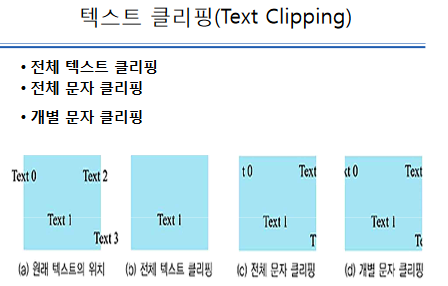 텍스트 클리핑(Text Clipping)
• 전체 텍스트 클리핑
• 전체 문자 클리핑
• 개별 문자 클리핑
Text 0 Text 2
Text 1
Text 3
Text 1
t 0 Text
Text 1
T
xt 0 Text
Text 1
Te
(a) 원래 텍스트의 위치 (b) 전체 텍스트 클리핑 (c) 전체 문자 클리핑 (d) 개별 문자 클리핑